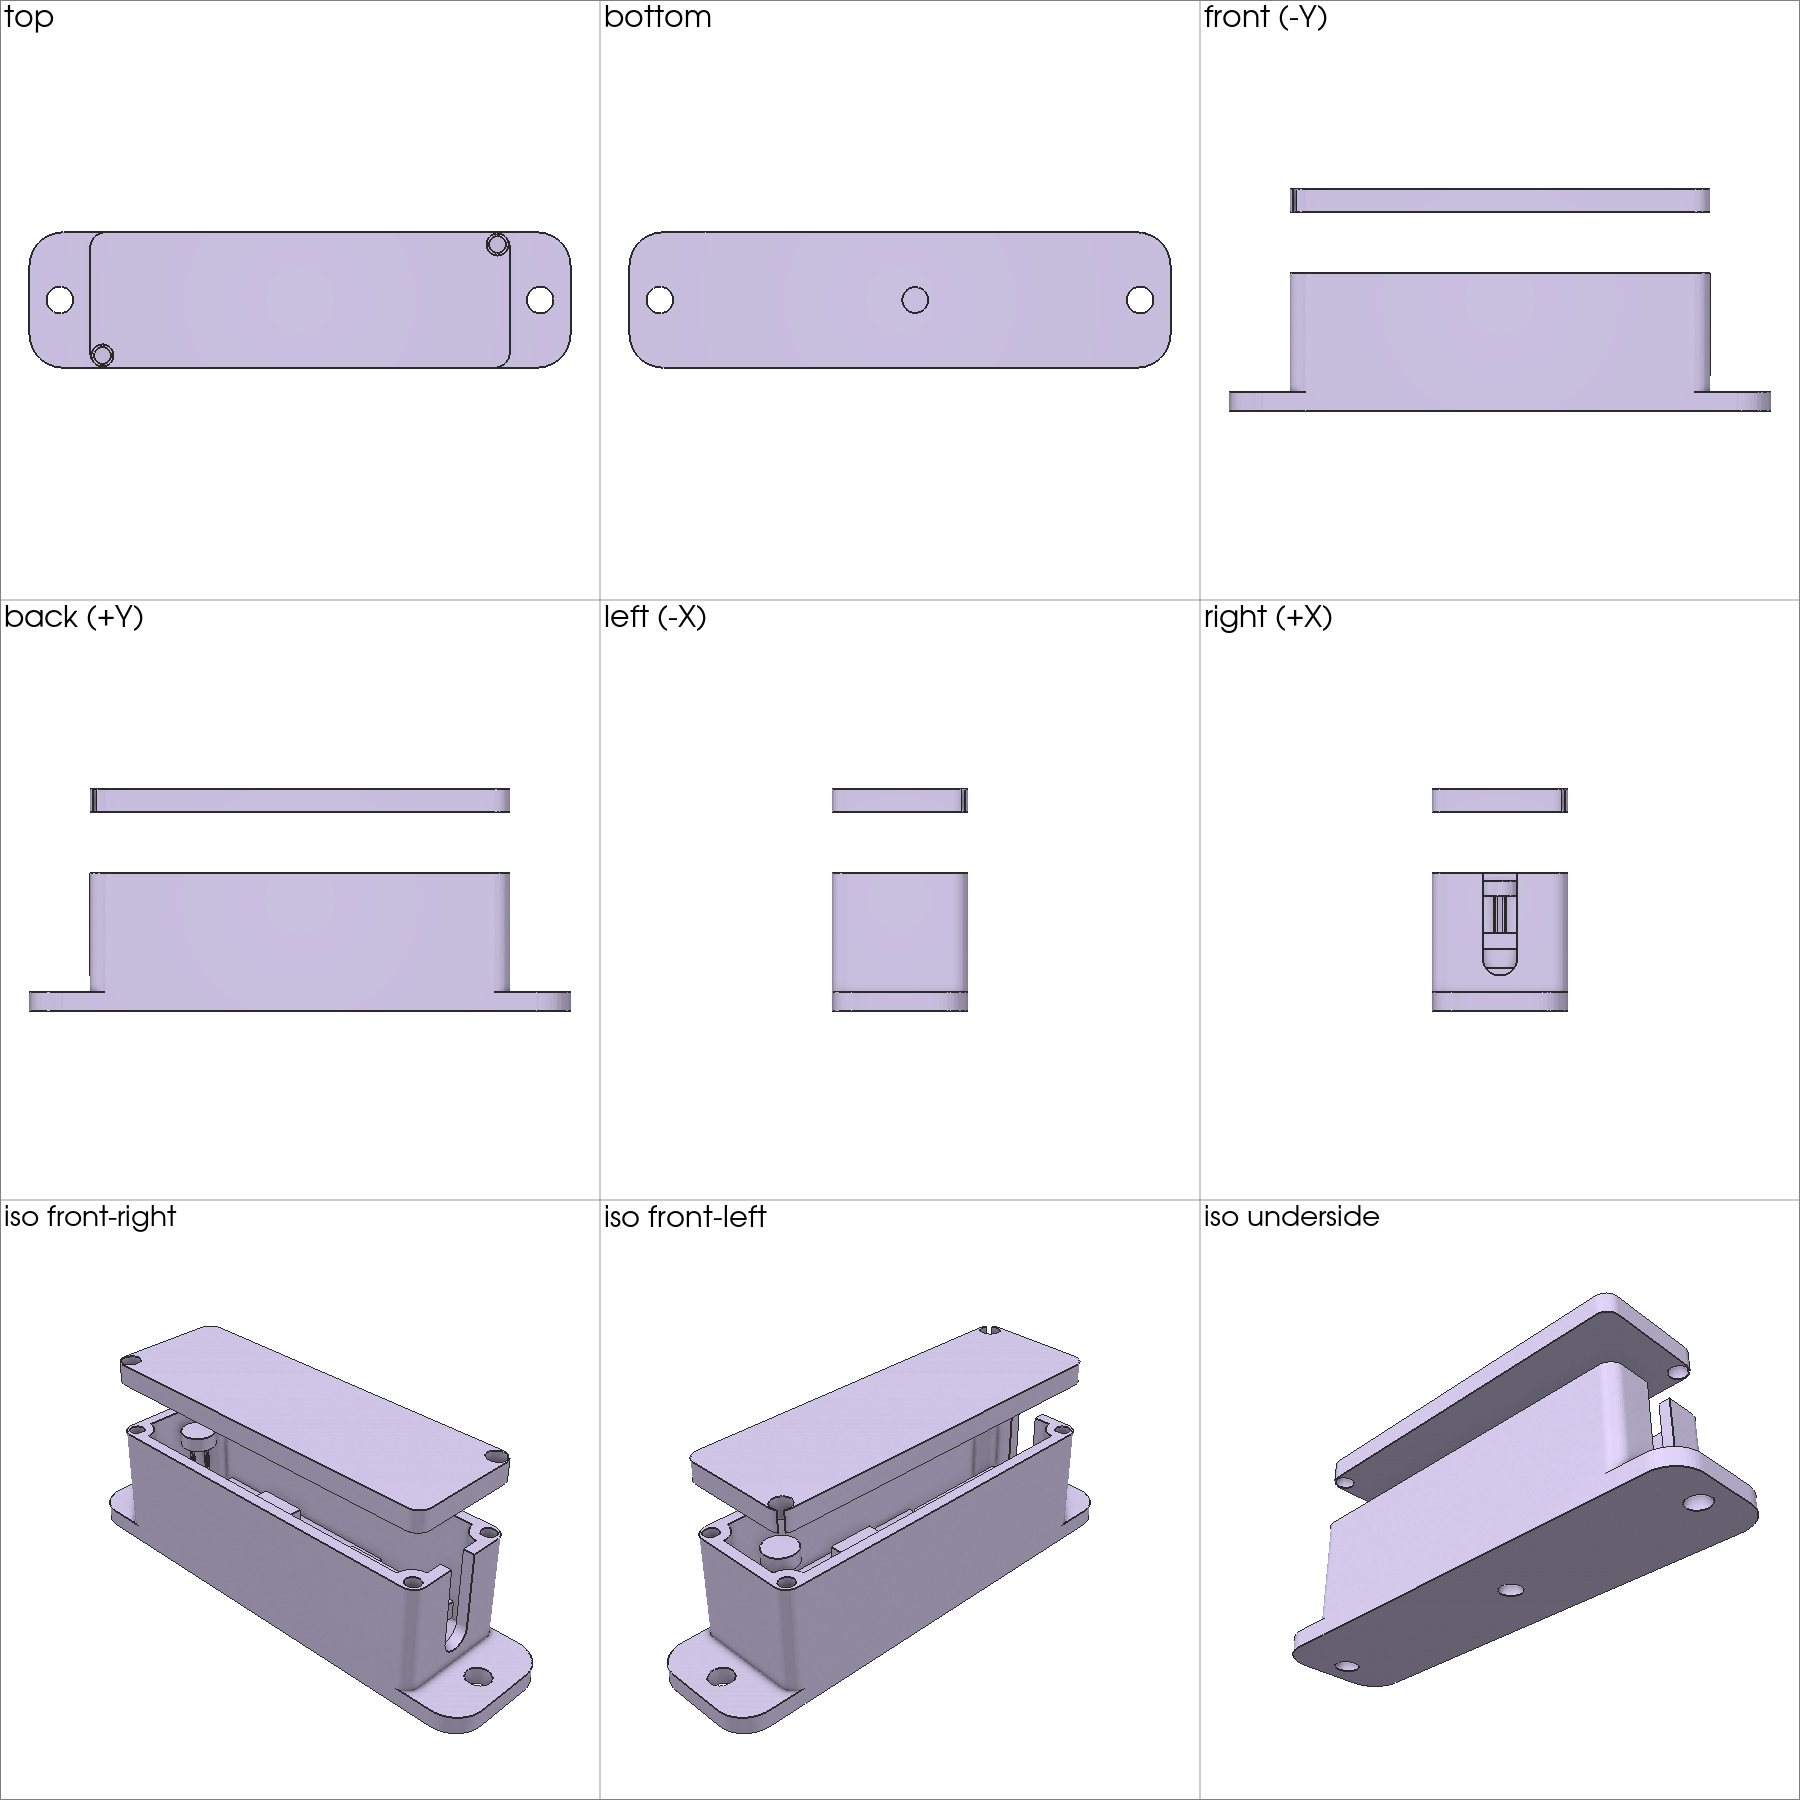 top
bottom
front (-Y)
back (+Y)
left (-X)
right (+X)
iso front-right
iso front-left
iso underside